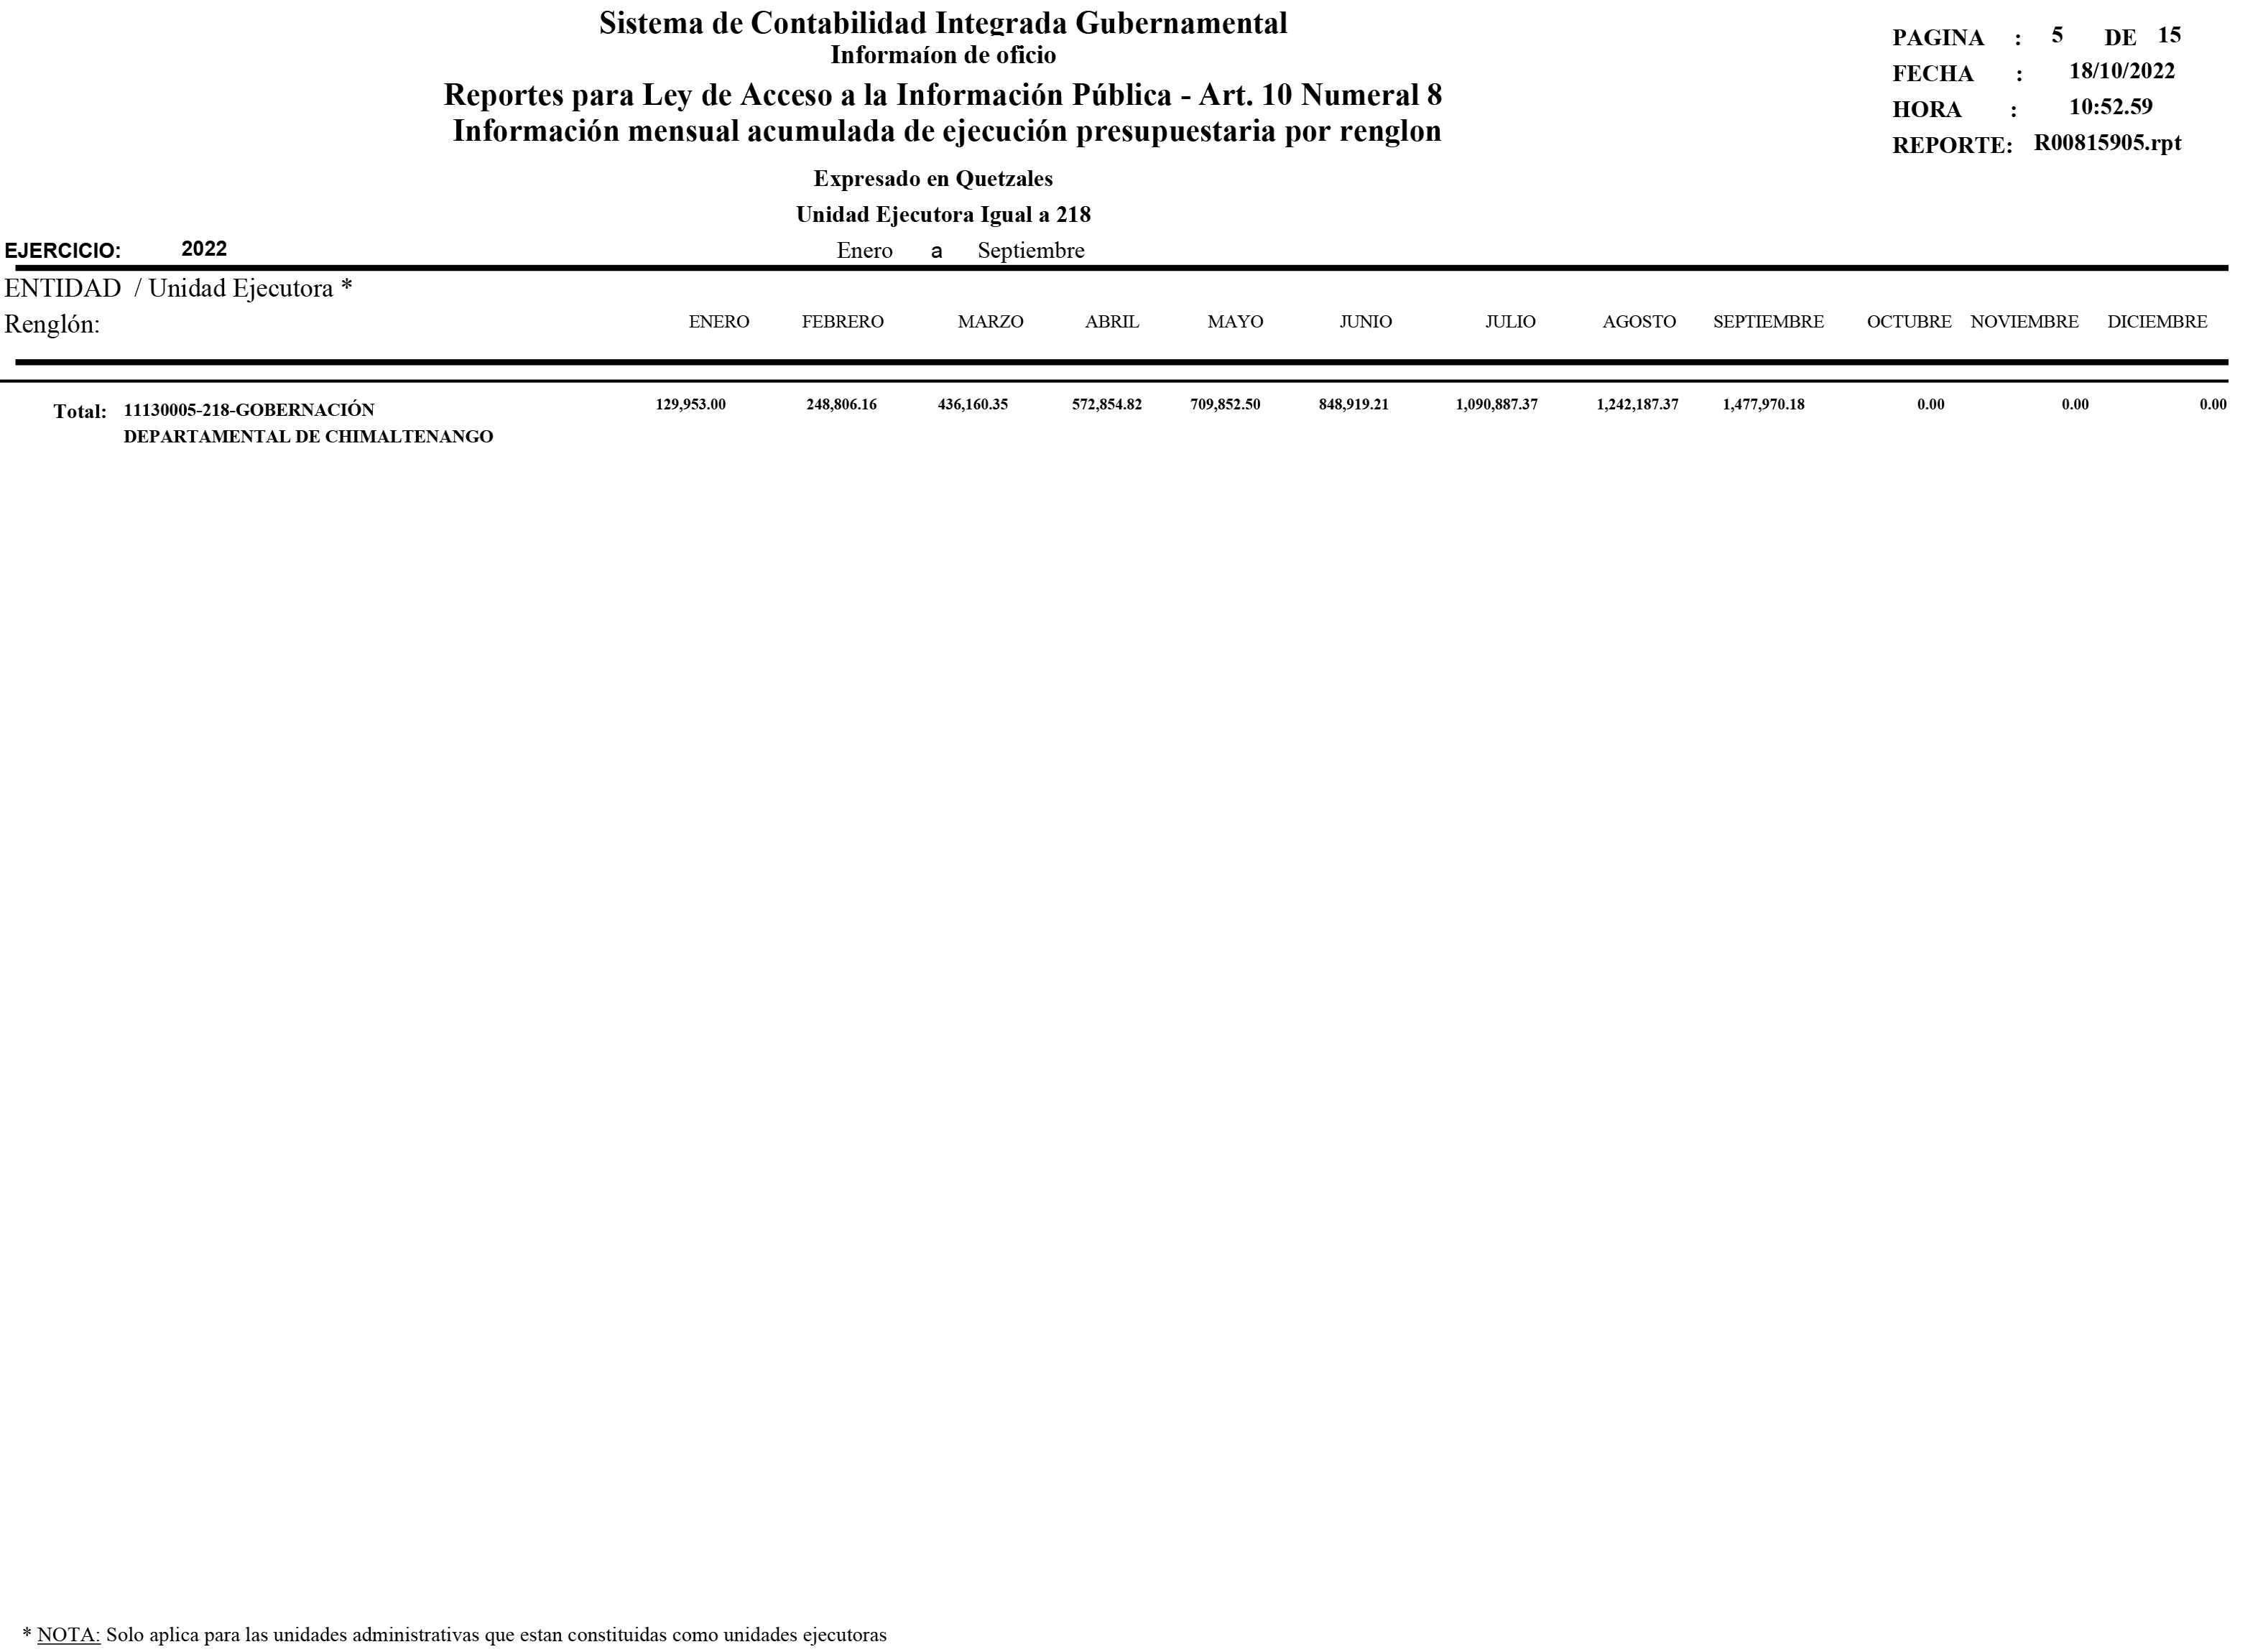 Sistema de Contabilidad Integrada Gubernamental
Informaíon de oficio
Reportes para Ley de Acceso a la Información Pública - Art. 10 Numeral 8
Información mensual acumulada de ejecución presupuestaria por renglon
Expresado en Quetzales
Unidad Ejecutora Igual a 218
PAGINA : 5 DE 15
FECHA : 18/10/2022
HORA : 10:52.59
REPORTE: R00815905.rpt
EJERCICIO: 2022 Enero a Septiembre
ENTIDAD / Unidad Ejecutora *
Renglón: ENERO FEBRERO MARZO ABRIL MAYO JUNIO JULIO AGOSTO SEPTIEMBRE OCTUBRE NOVIEMBRE DICIEMBRE
Total: 11130005-218-GOBERNACIÓN 129,953.00 248,806.16 436,160.35 572,854.82 709,852.50 848,919.21 1,090,887.37 1,242,187.37 1,477,970.18 0.00 0.00 0.00
DEPARTAMENTAL DE CHIMALTENANGO
* NOTA: Solo aplica para las unidades administrativas que estan constituidas como unidades ejecutoras